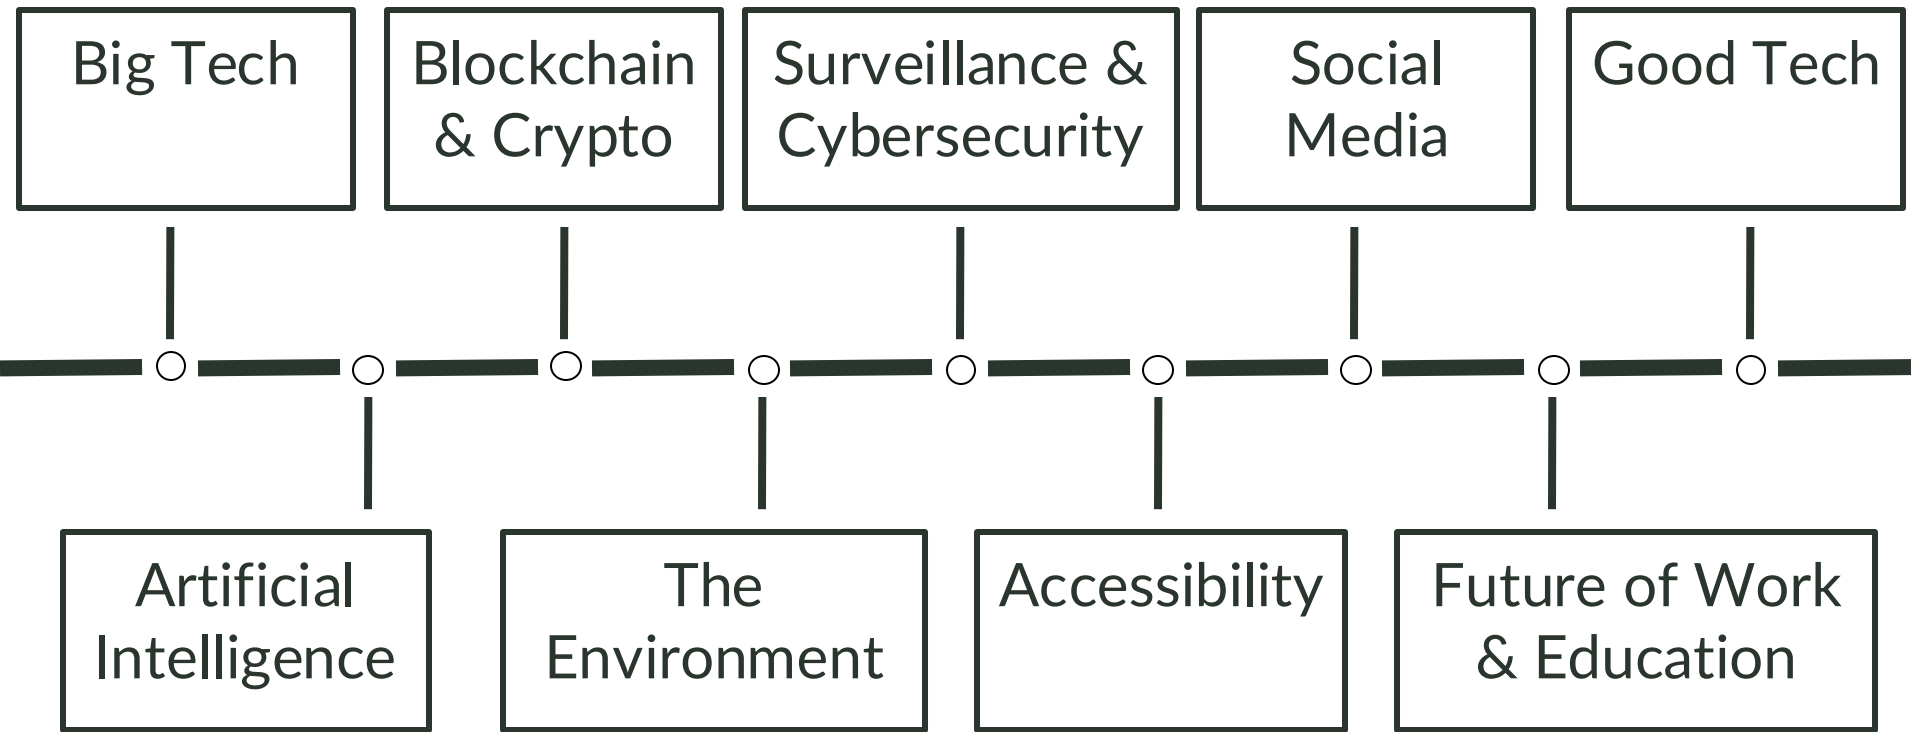 Big Tech
Blockchain
& Crypto
Surveillance &
Cybersecurity
Social
Media
Good Tech
Artificial
Intelligence
The
Environment
Accessibility
Future of Work
& Education